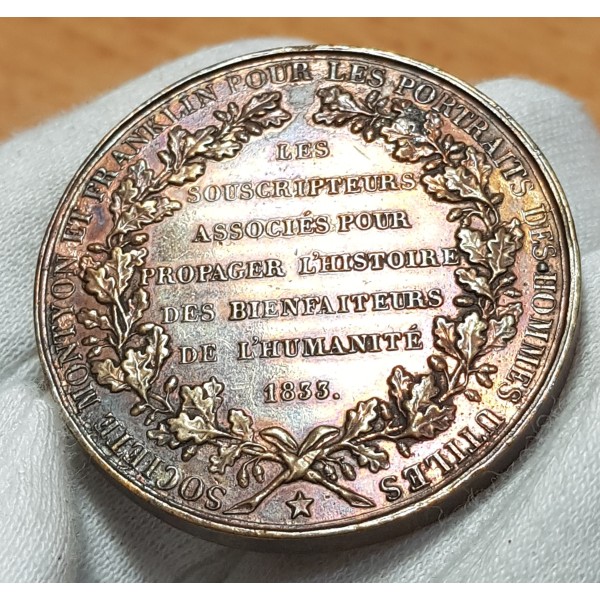 SOCIÉTÉ MONTYON ET FRANKLIN POUR LES PORTRAITS DES HOMMES UTILES
LES
SOUSCRIPTEURS
ASSOCIÉS POUR
PROPAGER L'HISTOIRE
DES BIENFAITEURS
DE L'HUMANITÉ
1833.